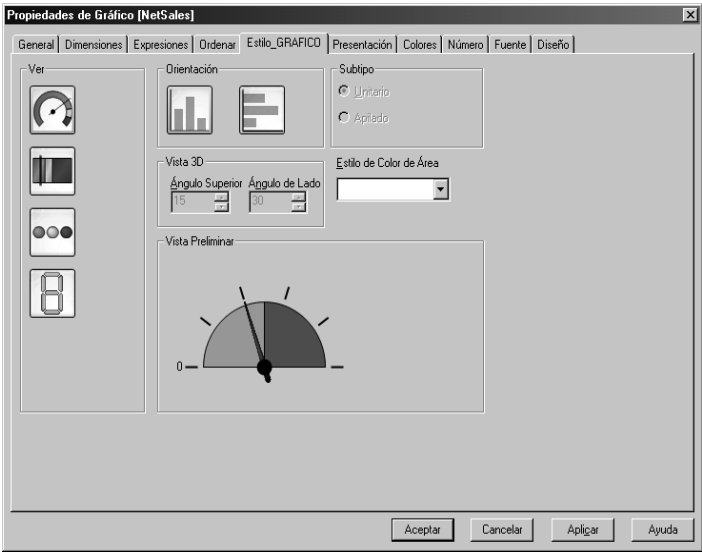 Propiedades de Gráfico [NetSales]
General Dimensiones Expresiones Ordenar Estilo_GRAFICO Presentación Colores Número Fuente Diseño
Ver
Orientación
Subtipo
Unitario
Apilado
Vista 3D
Ángulo Superior Ángulo de Lado
15 30
Estilo de Color de Área
Vista Preliminar
0
Aceptar Cancelar Aplicar Ayuda